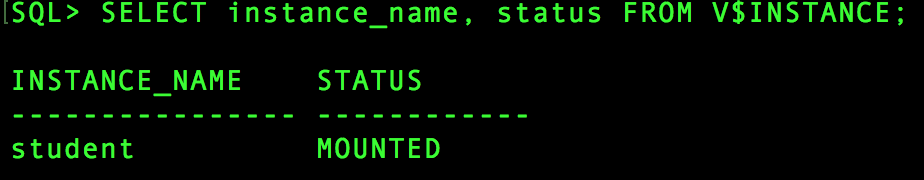 SQL> SELECT instance_name, status FROM V$INSTANCE;
INSTANCE_NAME    STATUS
---------------- ------------
student          MOUNTED